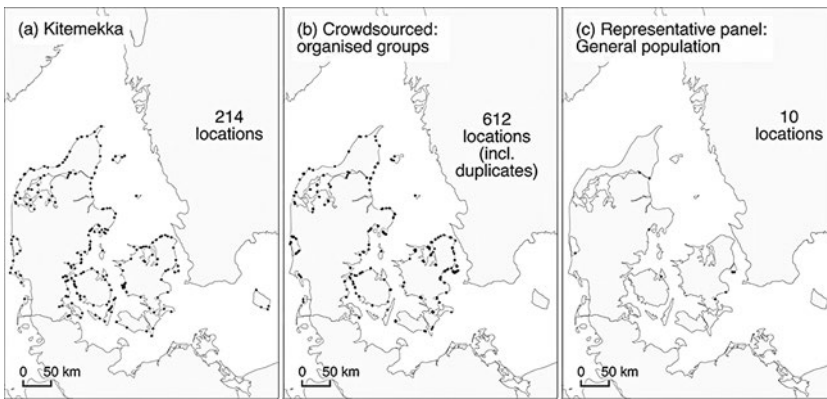 (a) Kitemekka
214
locations
0 50 km
(b) Crowdsourced:
organised groups
612
locations
(incl.
duplicates)
0 50 km
(c) Representative panel:
General population
10
locations
0 50 km